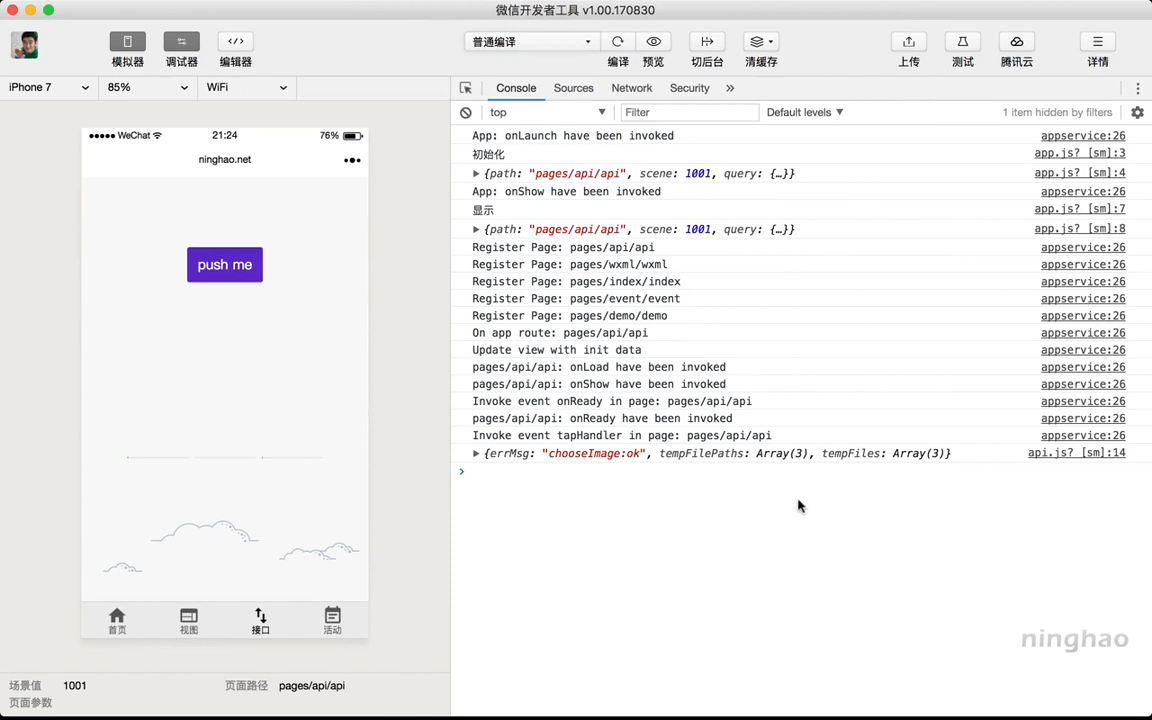 微信开发者工具 v1.00.170830
模拟器
调试器
编辑器
普通编译
编译
预览
切后台
清缓存
上传
测试
腾讯云
详情
iPhone 7
85%
WiFi
Console
Sources
Network
Security
top
Filter
Default levels
1 item hidden by filters
WeChat
21:24
76%
ninghao.net
push me
首页
视图
接口
活动
场景值
1001
页面路径
pages/api/api
页面参数
App: onLaunch have been invoked appservice:26
初始化 app.js? [sm]:3
{path: "pages/api/api", scene: 1001, query: {…}} app.js? [sm]:4
App: onShow have been invoked appservice:26
显示 app.js? [sm]:7
{path: "pages/api/api", scene: 1001, query: {…}} app.js? [sm]:8
Register Page: pages/api/api appservice:26
Register Page: pages/wxml/wxml appservice:26
Register Page: pages/index/index appservice:26
Register Page: pages/event/event appservice:26
Register Page: pages/demo/demo appservice:26
On app route: pages/api/api appservice:26
Update view with init data appservice:26
pages/api/api: onLoad have been invoked appservice:26
pages/api/api: onShow have been invoked appservice:26
Invoke event onReady in page: pages/api/api appservice:26
pages/api/api: onReady have been invoked appservice:26
Invoke event tapHandler in page: pages/api/api appservice:26
{errMsg: "chooseImage:ok", tempFilePaths: Array(3), tempFiles: Array(3)} api.js? [sm]:14
ninghao